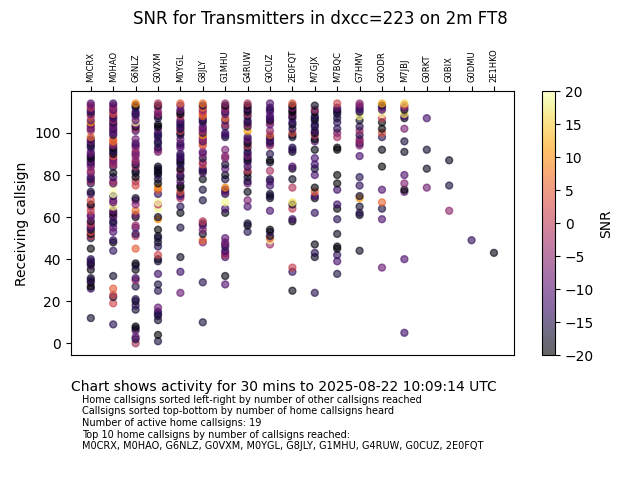 SNR for Transmitters in dxcc=223 on 2m FT8
M0CRX M0HAO G6NLZ G0VXM M0YGL G8JLY G1MHU G4RUW G0CUZ 2E0FQT M7GJX M7BQC G7HMV G0ODR M7JBJ G0RKT G0BIX G0DMU 2E1HKO
Receiving callsign
100
80
60
40
20
0
20
15
10
5
0
−5
−10
−15
−20
SNR
Chart shows activity for 30 mins to 2025-08-22 10:09:14 UTC
Home callsigns sorted left-right by number of other callsigns reached
Callsigns sorted top-bottom by number of home callsigns heard
Number of active home callsigns: 19
Top 10 home callsigns by number of callsigns reached:
M0CRX, M0HAO, G6NLZ, G0VXM, M0YGL, G8JLY, G1MHU, G4RUW, G0CUZ, 2E0FQT